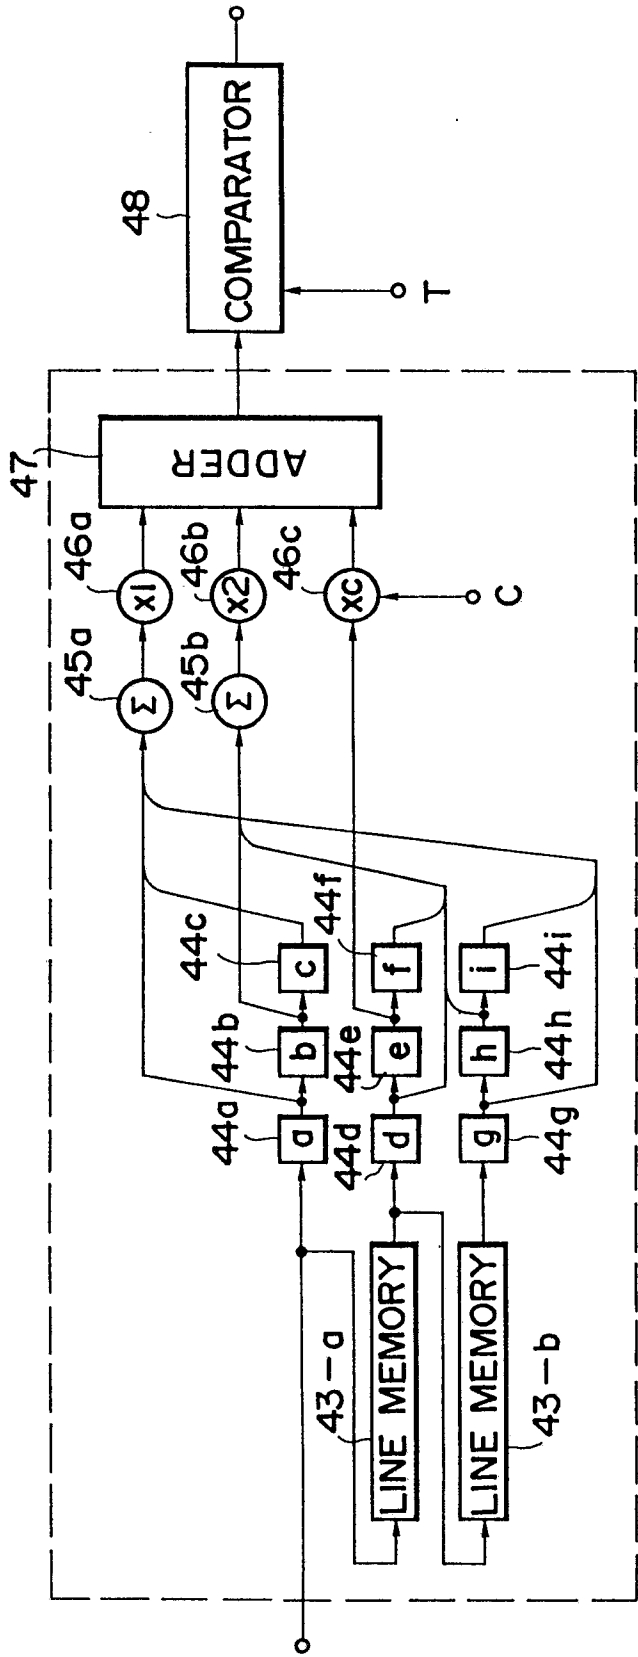 47
ADDER
48
COMPARATOR
T
45a
Σ
46a
x1
45b
Σ
46b
x2
46c
xc
C
44a
a
44b
b
44c
c
44d
d
44e
e
44f
f
44g
g
44h
h
44i
i
43-a
LINE MEMORY
43-b
LINE MEMORY